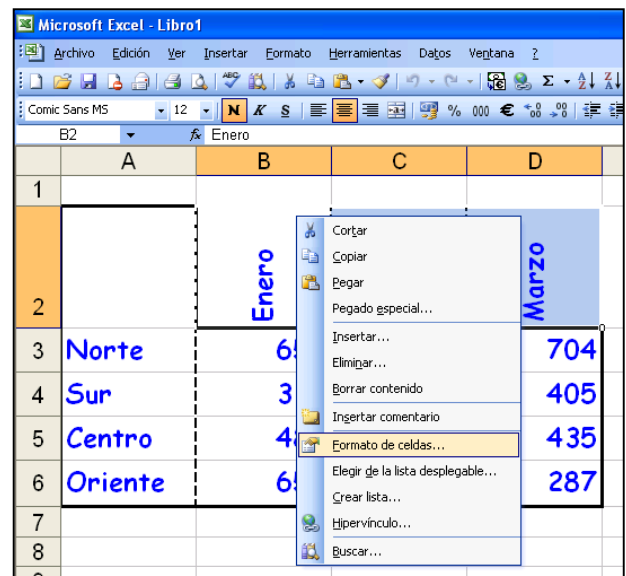 Microsoft Excel - Libro1
Archivo Edición Ver Insertar Formato Herramientas Datos Ventana ?
Comic Sans MS 12 N K S % 000 €
B2 fx Enero
A B C D
1
2 Enero Marzo
3 Norte 704
4 Sur 405
5 Centro 435
6 Oriente 287
7
8
Cortar
Copiar
Pegar
Pegado especial...
Insertar...
Eliminar...
Borrar contenido
Insertar comentario
Formato de celdas...
Elegir de la lista desplegable...
Crear lista...
Hipervínculo...
Buscar...